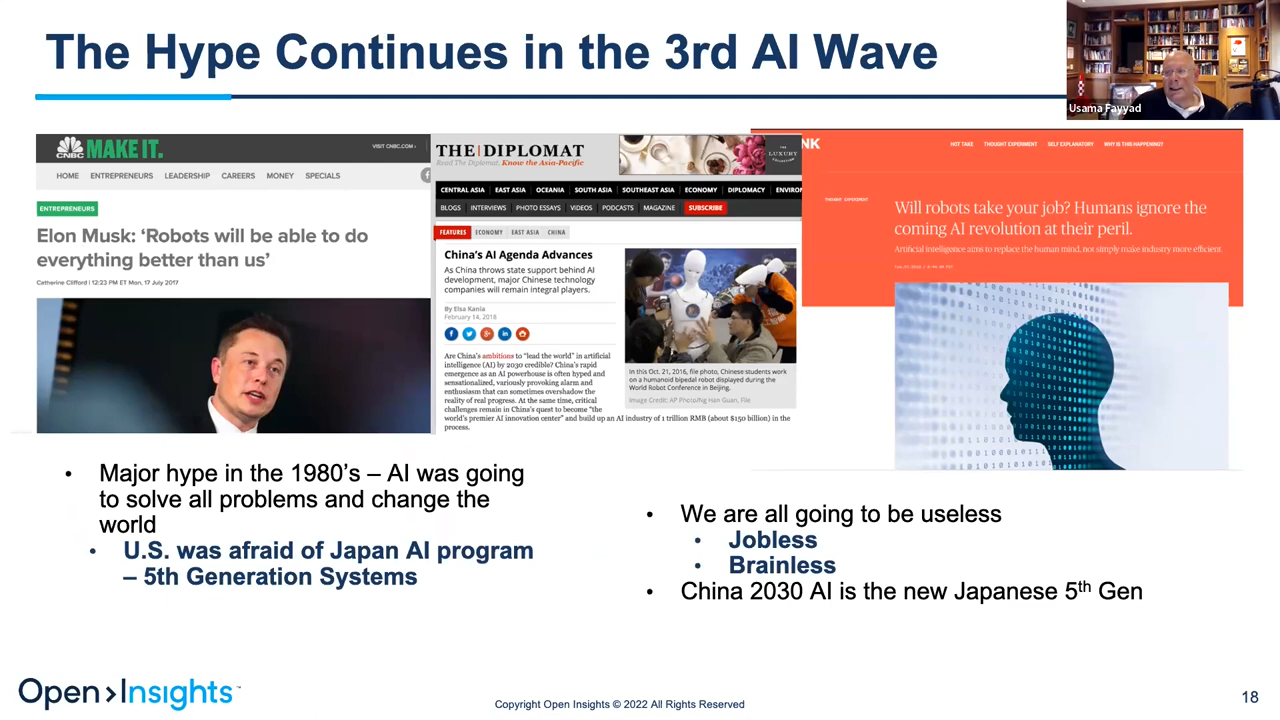 The Hype Continues in the 3rd AI Wave
Usama Fayyad
CNBC MAKE IT.
VISIT CNBC.COM ›
HOME ENTREPRENEURS LEADERSHIP CAREERS MONEY SPECIALS
ENTREPRENEURS
Elon Musk: ‘Robots will be able to do
everything better than us’
Catherine Clifford | 12:23 PM ET Mon, 17 July 2017
THE|DIPLOMAT
Read The Diplomat, Know the Asia-Pacific
THE LUXURY
CENTRAL ASIA EAST ASIA OCEANIA SOUTH ASIA SOUTHEAST ASIA ECONOMY DIPLOMACY ENVIRON
BLOGS INTERVIEWS PHOTO ESSAYS VIDEOS PODCASTS MAGAZINE SUBSCRIBE
FEATURES ECONOMY EAST ASIA CHINA
China's AI Agenda Advances
As China throws state support behind AI
development, major Chinese technology
companies will remain integral players.
By Elsa Kania
February 14, 2018
Are China's ambitions to “lead the world” in artificial
intelligence (AI) by 2030 credible? China's rapid
emergence as an AI powerhouse is often hyped and
sensationalized, variously provoking alarm and
enthusiasm that can sometimes overshadow the
reality of real progress. At the same time, critical
challenges remain in China's quest to become “the
world's premier AI innovation center” and build up an AI industry of 1 trillion RMB (about $150 billion) in the
process.
In this Oct. 21, 2016, file photo, Chinese students work
on a humanoid bipedal robot displayed during the
World Robot Conference in Beijing.
Image Credit: AP Photo/Ng Han Guan, File
NK
HOT TAKE THOUGHT EXPERIMENT SELF EXPLANATORY WHY IS THIS HAPPENING?
THOUGHT EXPERIMENT
Will robots take your job? Humans ignore the
coming AI revolution at their peril.
Artificial intelligence aims to replace the human mind, not simply make industry more efficient.
• Major hype in the 1980’s – AI was going
to solve all problems and change the
world
• U.S. was afraid of Japan AI program
– 5th Generation Systems
• We are all going to be useless
• Jobless
• Brainless
• China 2030 AI is the new Japanese 5th Gen
Open>Insights™
Copyright Open Insights © 2022 All Rights Reserved
18